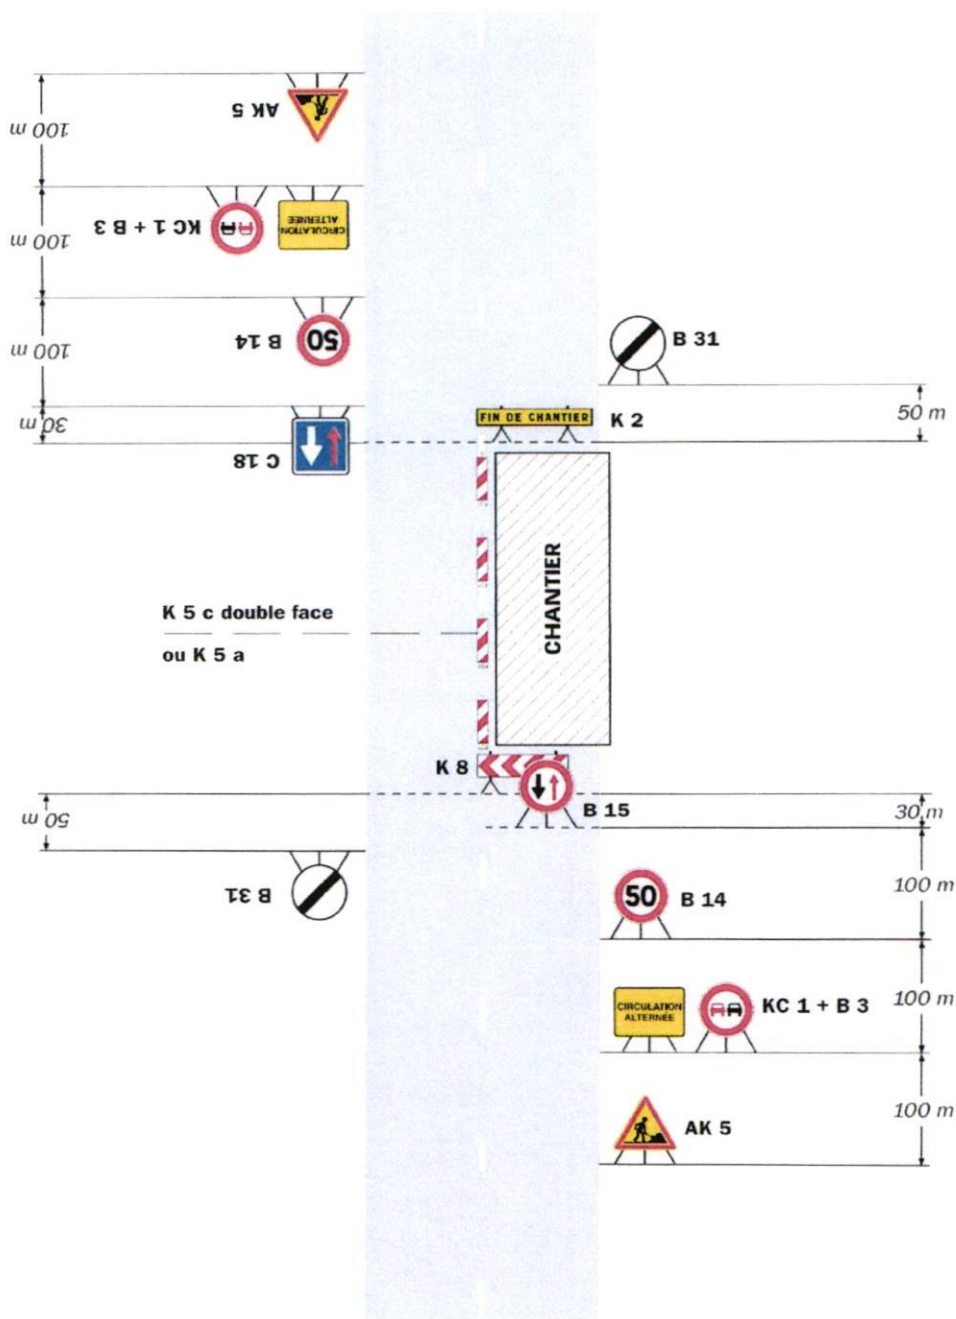 AK 5
100 m
KC 1 + B 3
CIRCULATION
ALTERNÉE
100 m
B 14
50
100 m
B 31
FIN DE CHANTIER
K 2
50 m
30 m
C 18
CHANTIER
K 5 c double face
ou K 5 a
K 8
B 15
50 m
30 m
B 31
50
B 14
100 m
CIRCULATION
ALTERNÉE
KC 1 + B 3
100 m
AK 5
100 m